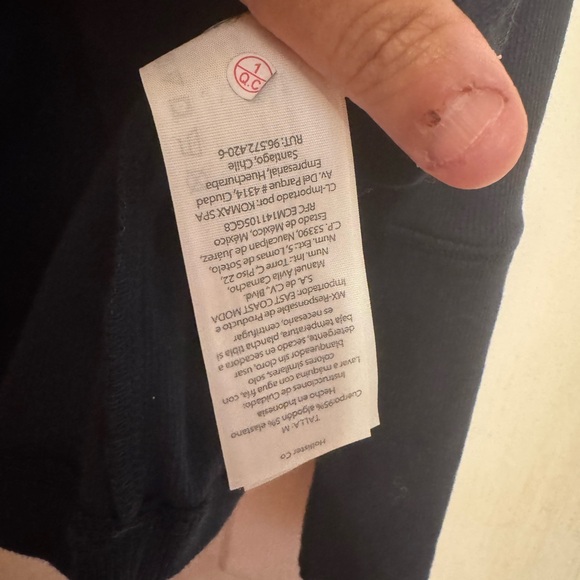 Hollister Co
TALLA: M
Cuerpo:95% algodón 5% elastano
Hecho en Indonesia
Instrucciones de Cuidado:
Lavar a máquina con agua fría, con
colores similares, solo
blanqueador sin cloro, usar
detergente, secado en secadora a
baja temperatura, plancha tibia si
es necesario, centrifugar
MX-Responsable de Producto e
Importador: EAST COAST MODA
S.A. de C.V., Blvd.
Manuel Ávila Camacho,
Num. Int.: Torre C, Piso 22,
Num. Ext.: 5, Lomas de Sotelo,
C.P. 53390, Naucalpan de Juárez,
Estado de México, México
RFC ECM141105GC8
CL-Importado por: KOMAX SPA
Av. Del Parque # 4314, Ciudad
Empresarial, Huechuraba
Santiago, Chile
RUT: 96.572.420-6
1
Q.C